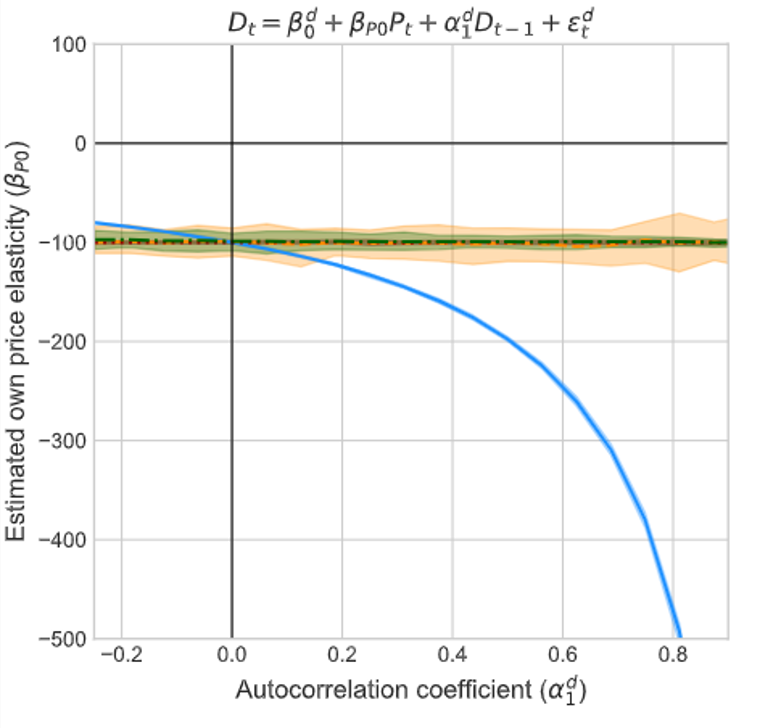 D_t = β_0^d + β_{P0}P_t + α_1^d D_{t−1} + ε_t^d
100
0
−100
−200
−300
−400
−500
Estimated own price elasticity (β_{P0})
−0.2 0.0 0.2 0.4 0.6 0.8
Autocorrelation coefficient (α_1^d)